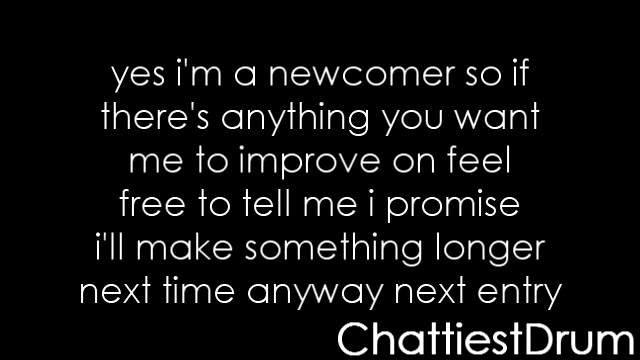 yes i'm a newcomer so if
there's anything you want
me to improve on feel
free to tell me i promise
i'll make something longer
next time anyway next entry
ChattiestDrum